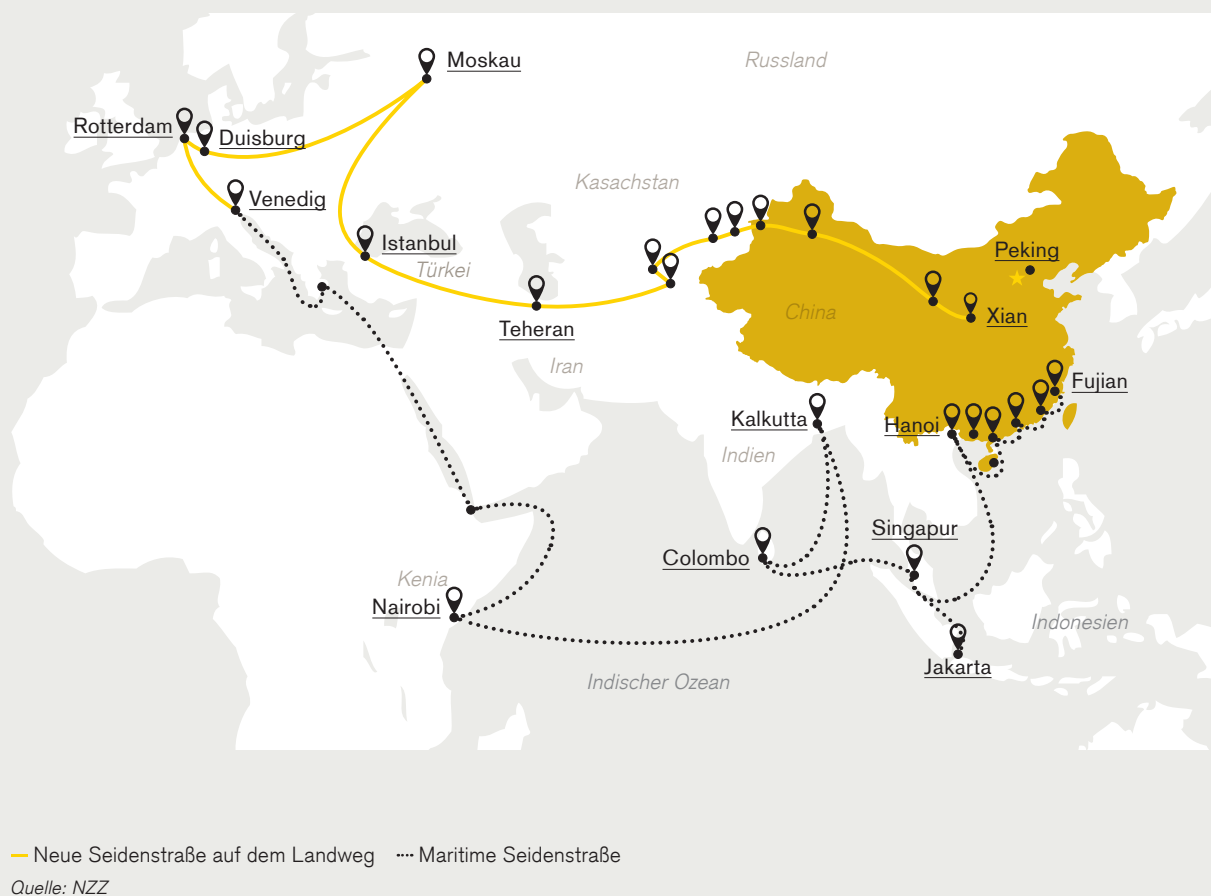 Moskau
Russland
Rotterdam
Duisburg
Kasachstan
Venedig
Istanbul
Türkei
Peking
Teheran
China
Xian
Iran
Fujian
Kalkutta
Hanoi
Indien
Singapur
Colombo
Kenia
Nairobi
Indonesien
Jakarta
Indischer Ozean
Neue Seidenstraße auf dem Landweg
Maritime Seidenstraße
Quelle: NZZ